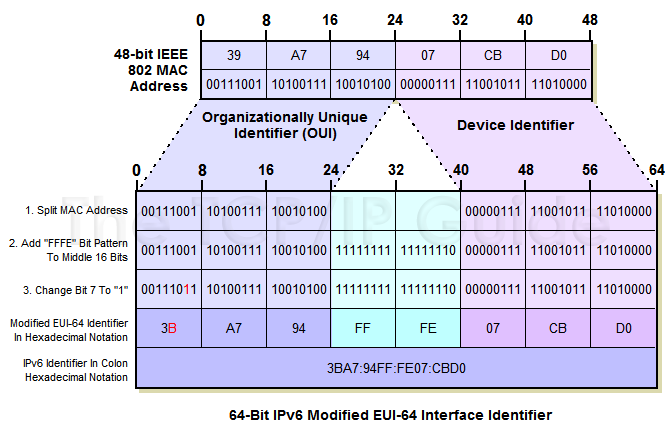 0 8 16 24 32 40 48
48-bit IEEE
802 MAC
Address
39 A7 94 07 CB D0
00111001 10100111 10010100 00000111 11001011 11010000
Organizationally Unique
Identifier (OUI)
Device Identifier
0 8 16 24 32 40 48 56 64
The TCP/IP Guide
1. Split MAC Address
00111001 10100111 10010100 00000111 11001011 11010000
2. Add "FFFE" Bit Pattern
To Middle 16 Bits
00111001 10100111 10010100 11111111 11111110 00000111 11001011 11010000
3. Change Bit 7 To "1"
00111011 10100111 10010100 11111111 11111110 00000111 11001011 11010000
Modified EUI-64 Identifier
In Hexadecimal Notation
3B A7 94 FF FE 07 CB D0
IPv6 Identifier In Colon
Hexadecimal Notation
3BA7:94FF:FE07:CBD0
64-Bit IPv6 Modified EUI-64 Interface Identifier